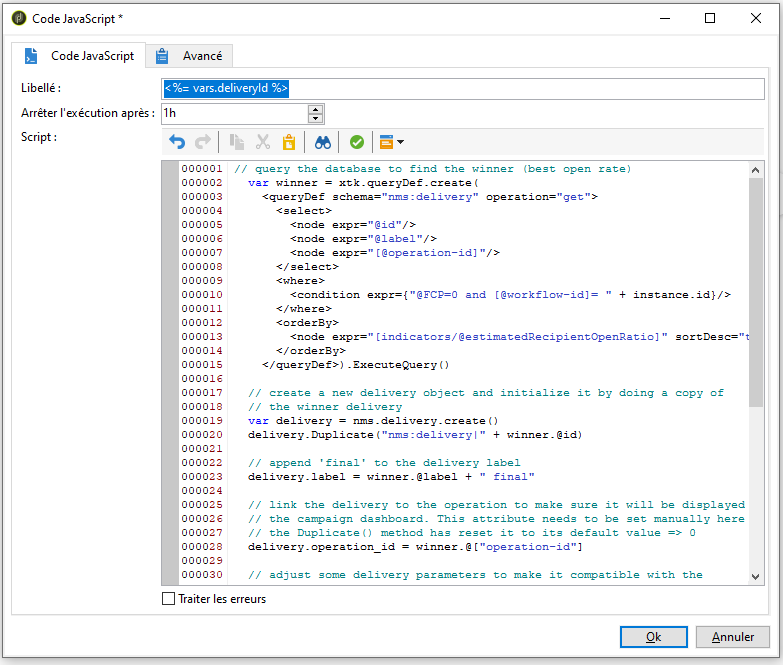 Code JavaScript *
Code JavaScript
Avancé
Libellé :
<%= vars.deliveryId %>
Arrêter l'exécution après :
1h
Script :
000001 // query the database to find the winner (best open rate)
000002 var winner = xtk.queryDef.create(
000003 <queryDef schema="nms:delivery" operation="get">
000004 <select>
000005 <node expr="@id"/>
000006 <node expr="@label"/>
000007 <node expr="[@operation-id]"/>
000008 </select>
000009 <where>
000010 <condition expr={"@FCP=0 and [@workflow-id]= " + instance.id}/>
000011 </where>
000012 <orderBy>
000013 <node expr="[indicators/@estimatedRecipientOpenRatio]" sortDesc="t
000014 </orderBy>
000015 </queryDef>).ExecuteQuery()
000016
000017 // create a new delivery object and initialize it by doing a copy of
000018 // the winner delivery
000019 var delivery = nms.delivery.create()
000020 delivery.Duplicate("nms:delivery|" + winner.@id)
000021
000022 // append 'final' to the delivery label
000023 delivery.label = winner.@label + " final"
000024
000025 // link the delivery to the operation to make sure it will be displayed
000026 // the campaign dashboard. This attribute needs to be set manually here
000027 // the Duplicate() method has reset it to its default value => 0
000028 delivery.operation_id = winner.@["operation-id"]
000029
000030 // adjust some delivery parameters to make it compatible with the
Traiter les erreurs
Ok
Annuler